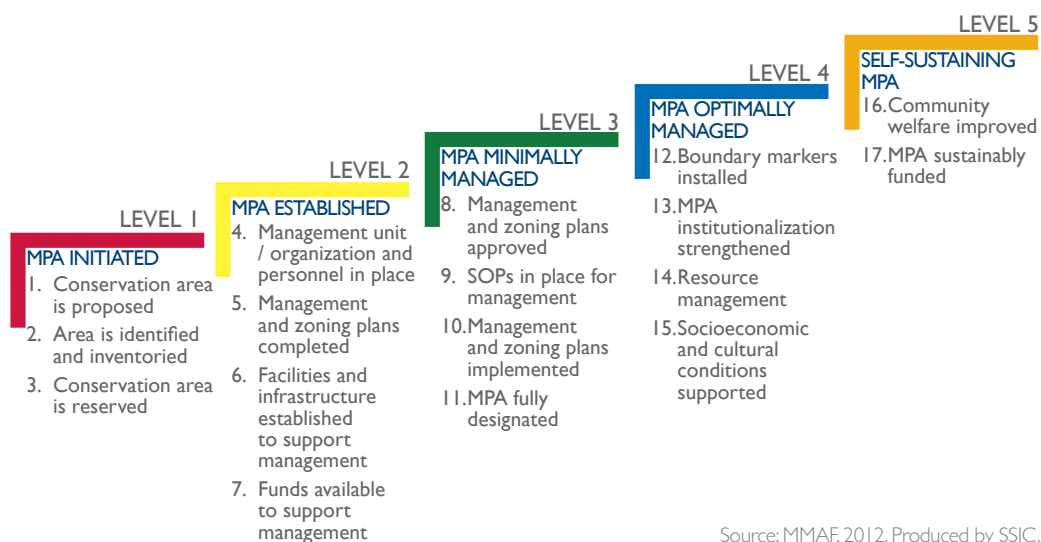 LEVEL 1
MPA INITIATED
1. Conservation area
is proposed
2. Area is identified
and inventoried
3. Conservation area
is reserved
LEVEL 2
MPA ESTABLISHED
4. Management unit
/ organization and
personnel in place
5. Management
and zoning plans
completed
6. Facilities and
infrastructure
established
to support
management
7. Funds available
to support
management
LEVEL 3
MPA MINIMALLY
MANAGED
8. Management
and zoning plans
approved
9. SOPs in place for
management
10.Management
and zoning plans
implemented
11.MPA fully
designated
LEVEL 4
MPA OPTIMALLY
MANAGED
12.Boundary markers
installed
13.MPA
institutionalization
strengthened
14.Resource
management
15.Socioeconomic
and cultural
conditions
supported
LEVEL 5
SELF-SUSTAINING
MPA
16.Community
welfare improved
17.MPA sustainably
funded
Source: MMAF, 2012. Produced by SSIC.